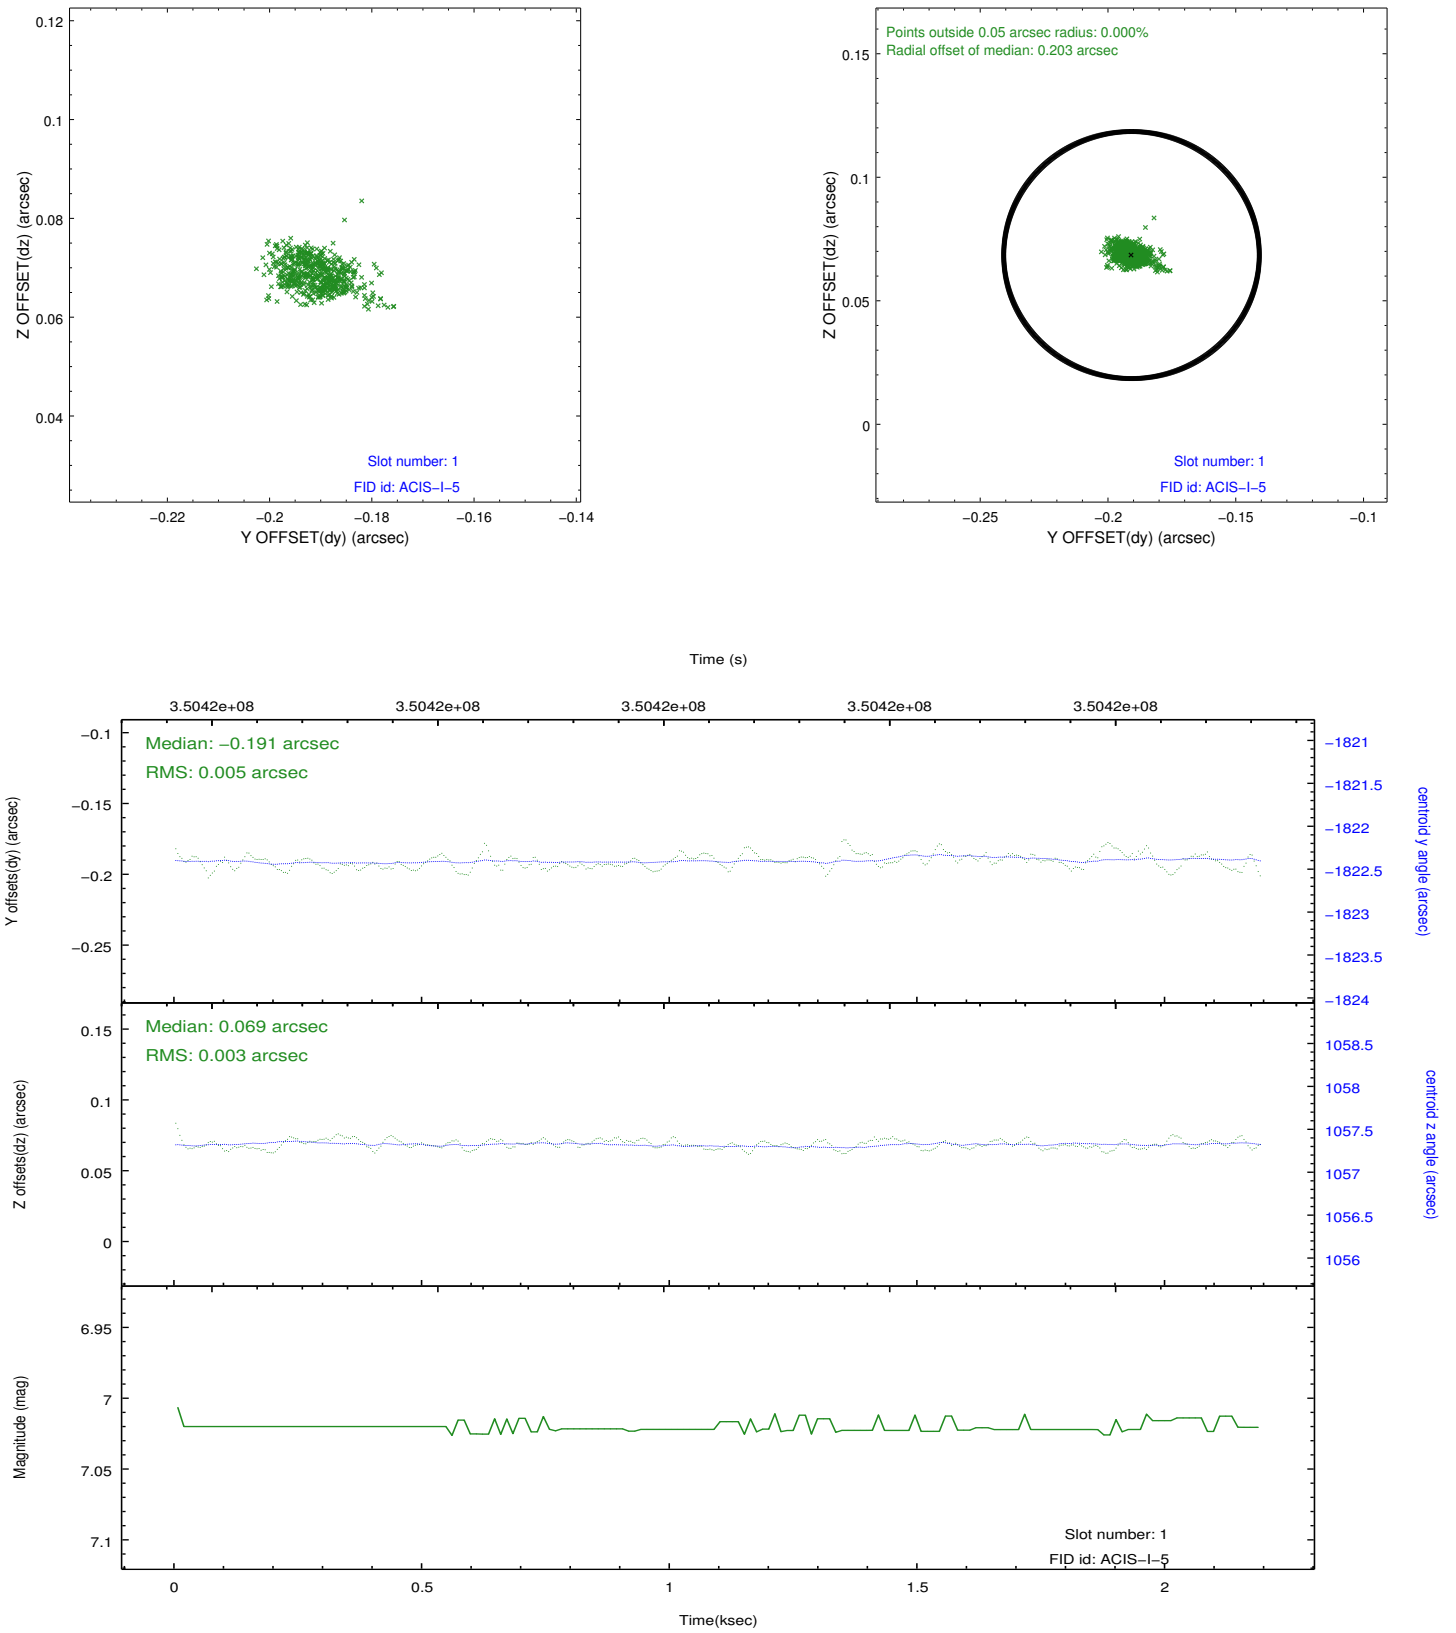 0.12
0.1
0.08
0.06
0.04
Z OFFSET(dz) (arcsec)
−0.22
−0.2
−0.18
−0.16
−0.14
Y OFFSET(dy) (arcsec)
Slot number: 1
FID id: ACIS−I−5
Points outside 0.05 arcsec radius: 0.000%
Radial offset of median: 0.203 arcsec
0.15
0.1
0.05
0
Z OFFSET(dz) (arcsec)
Slot number: 1
FID id: ACIS−I−5
−0.25
−0.2
−0.15
−0.1
Y OFFSET(dy) (arcsec)
Time (s)
3.5042e+08
3.5042e+08
3.5042e+08
3.5042e+08
3.5042e+08
Median: −0.191 arcsec
RMS: 0.005 arcsec
−0.1
−0.15
−0.2
−0.25
Y offsets(dy) (arcsec)
−1821
−1821.5
−1822
−1822.5
−1823
−1823.5
−1824
centroid y angle (arcsec)
Median: 0.069 arcsec
RMS: 0.003 arcsec
0.15
0.1
0.05
0
Z offsets(dz) (arcsec)
1058.5
1058
1057.5
1057
1056.5
1056
centroid z angle (arcsec)
6.95
7
7.05
7.1
Magnitude (mag)
Slot number: 1
FID id: ACIS−I−5
0
0.5
1
1.5
2
Time(ksec)